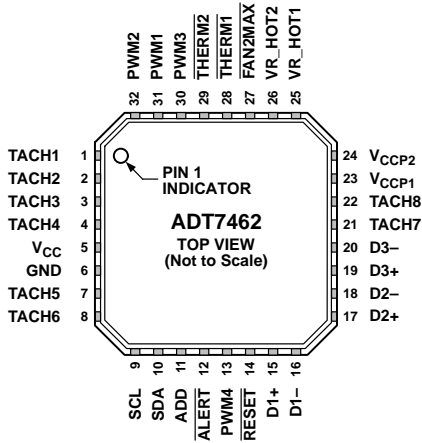 PWM2
PWM1
PWM3
THERM2
THERM1
FAN2MAX
VR_HOT2
VR_HOT1
32
31
30
29
28
27
26
25
TACH1 1
TACH2 2
TACH3 3
TACH4 4
VCC 5
GND 6
TACH5 7
TACH6 8
PIN 1
INDICATOR
ADT7462
TOP VIEW
(Not to Scale)
24 VCCP2
23 VCCP1
22 TACH8
21 TACH7
20 D3–
19 D3+
18 D2–
17 D2+
9
10
11
12
13
14
15
16
SCL
SDA
ADD
ALERT
PWM4
RESET
D1+
D1–